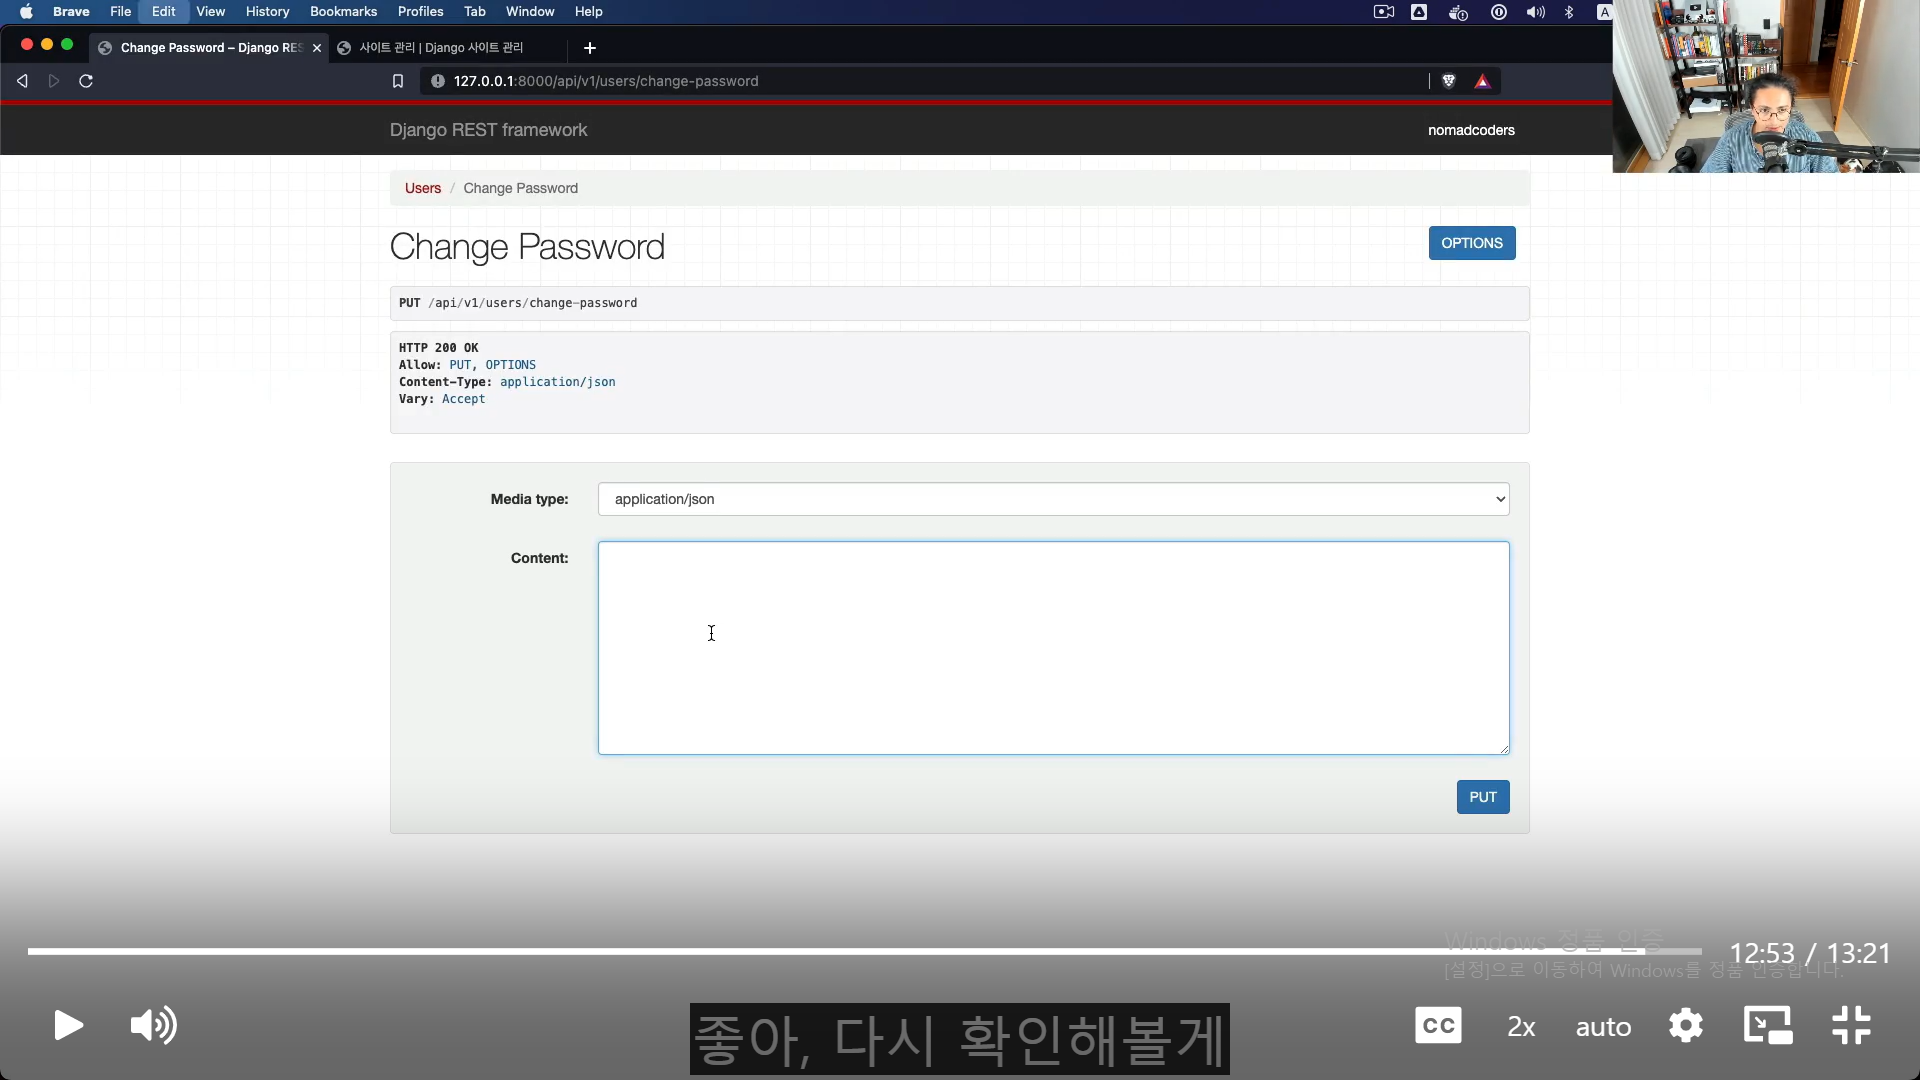 Brave File Edit View History Bookmarks Profiles Tab Window Help
A
Change Password – Django RES
사이트 관리 | Django 사이트 관리
127.0.0.1:8000/api/v1/users/change-password
Django REST framework
nomadcoders
Users / Change Password
Change Password
OPTIONS
PUT /api/v1/users/change-password
HTTP 200 OK
Allow: PUT, OPTIONS
Content-Type: application/json
Vary: Accept
Media type:
application/json
Content:
PUT
Windows 정품 인증
[설정]으로 이동하여 Windows를 정품 인증합니다.
12:53 / 13:21
좋아, 다시 확인해볼게
CC
2x
auto